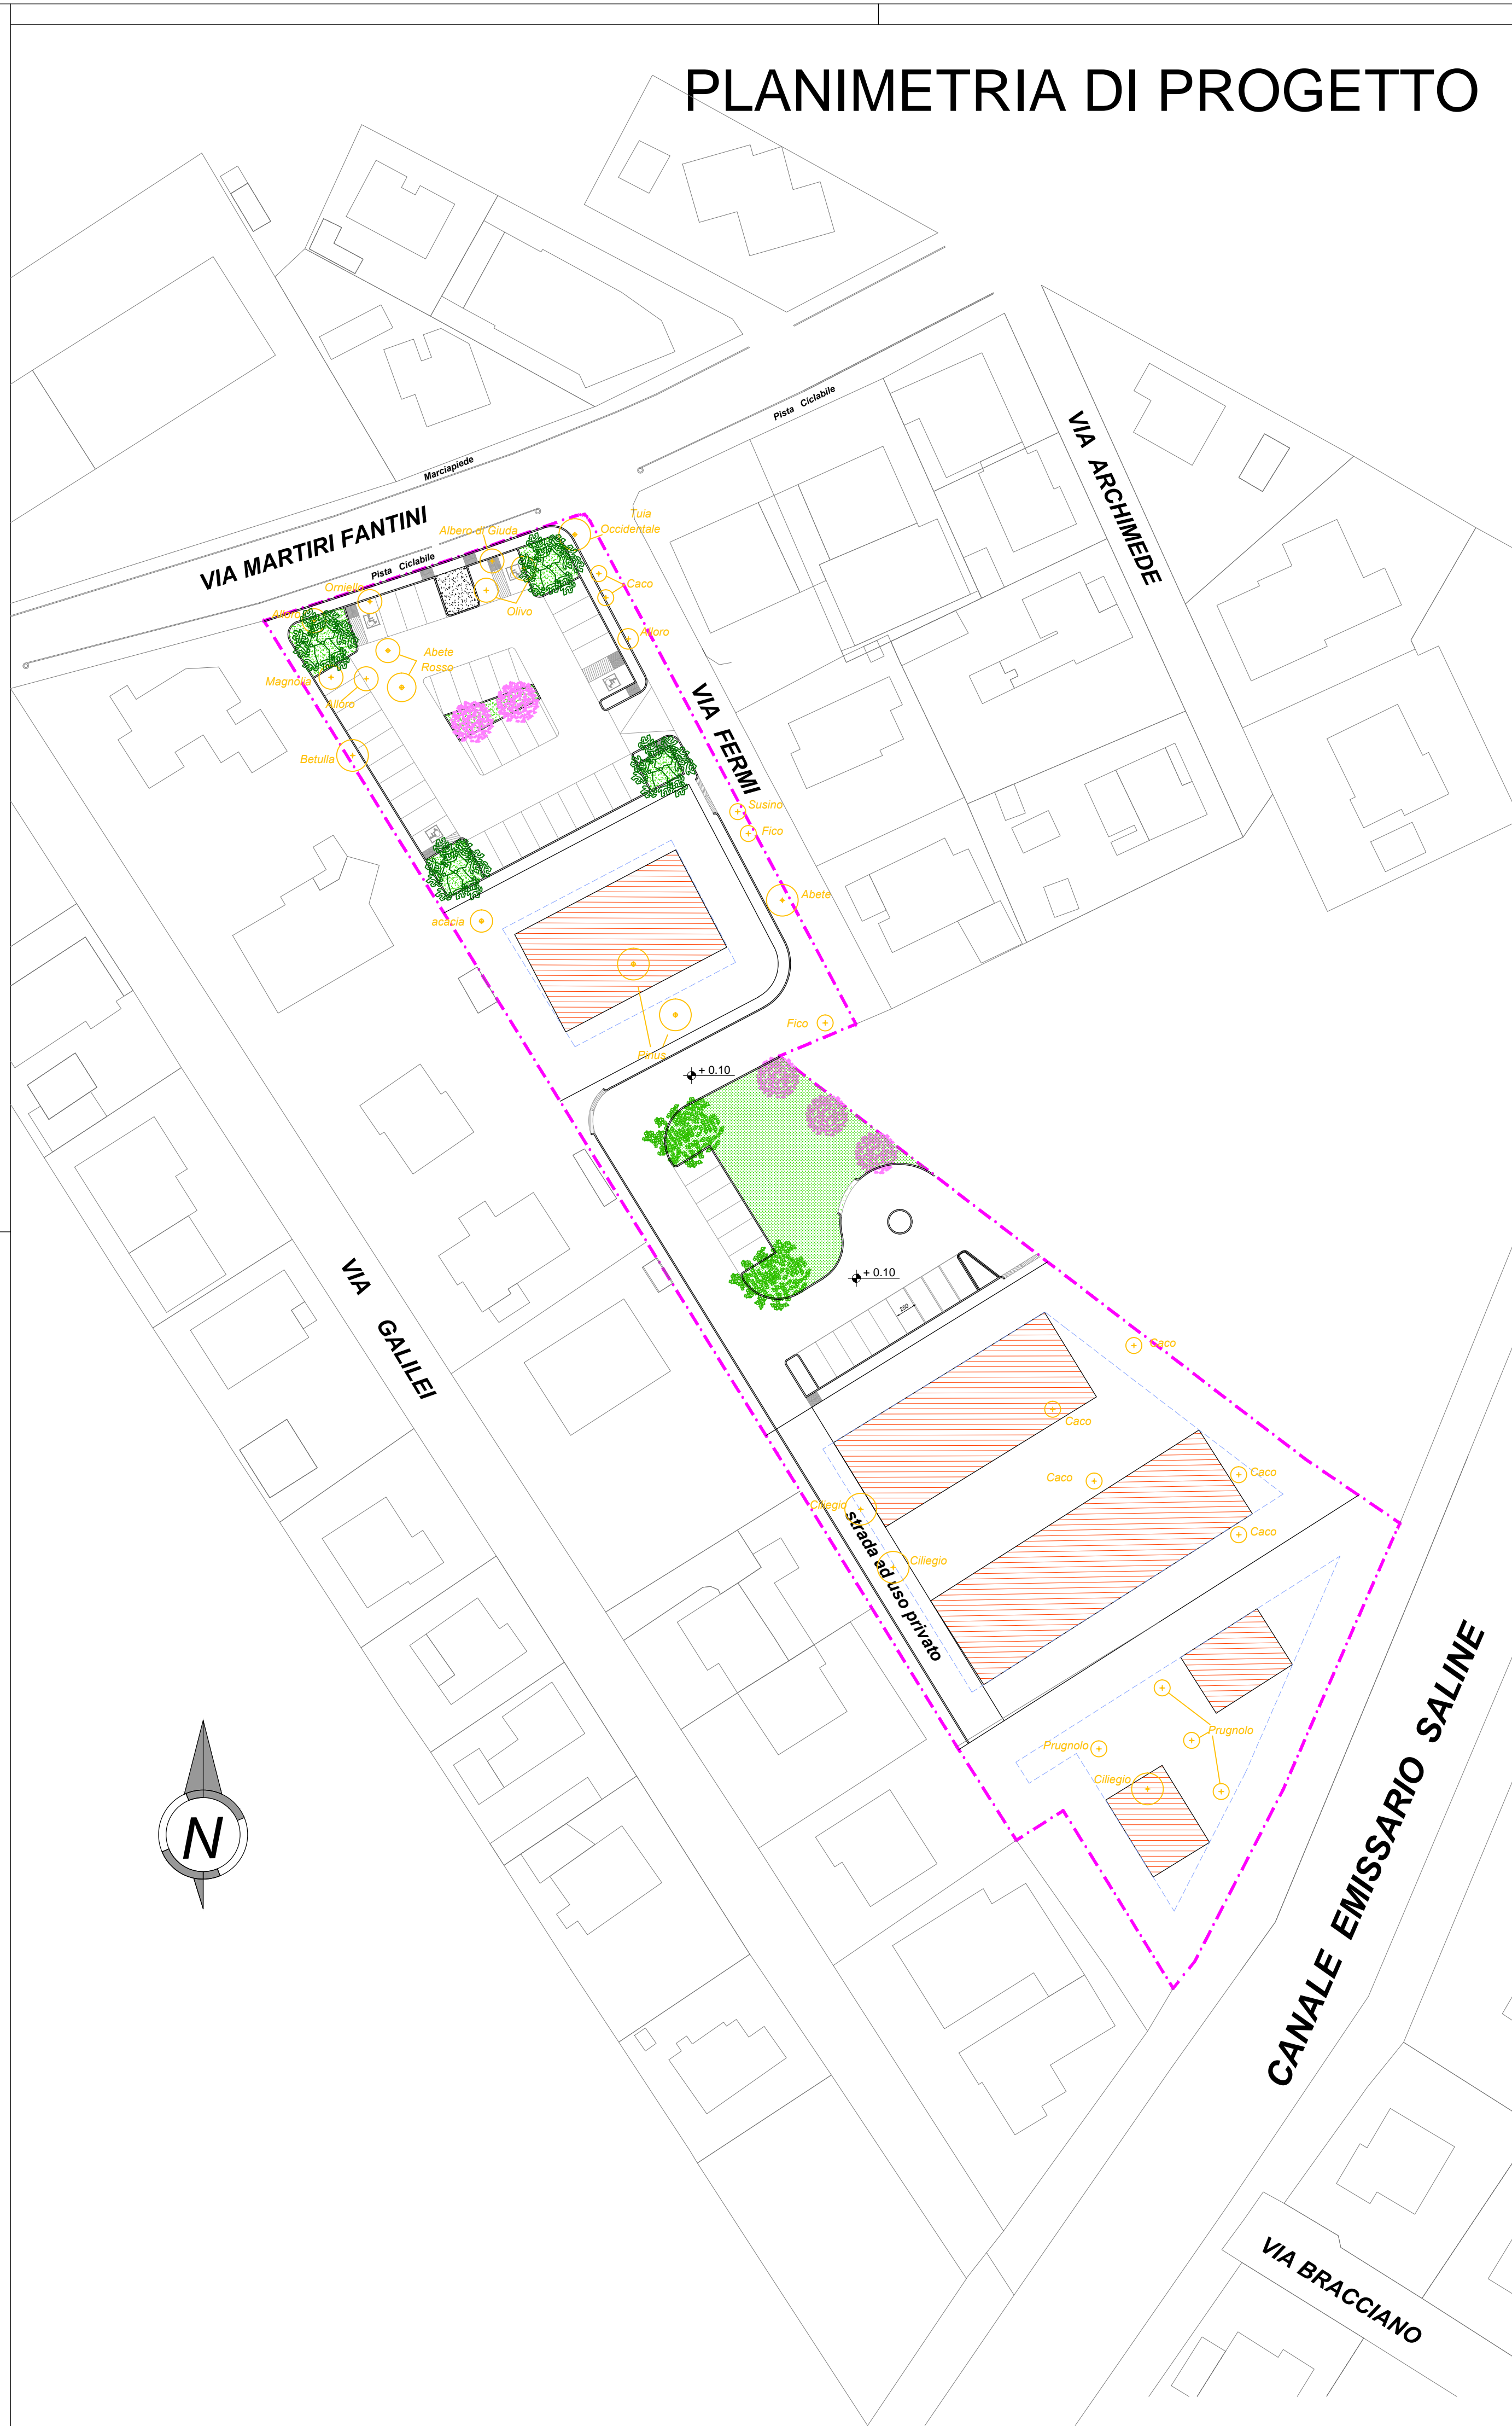 PLANIMETRIA DI PROGETTO
Pista Ciclabile
VIA ARCHIMEDE
Marciapiede
VIA MARTIRI FANTINI
Pista Ciclabile
Albero di Giuda
Tuia
Occidentale
Orniello
Caco
Alloro
Olivo
Alloro
Abete
Rosso
Magnolia
Alloro
VIA FERMI
Betulla
Susino
Fico
Abete
acacia
Fico
Pinus
+ 0.10
VIA GALILEI
+ 0.10
250
Caco
Caco
Caco
Caco
Ciliegio
Caco
Ciliegio
strada ad uso privato
Prugnolo
Prugnolo
Ciliegio
N
CANALE EMISSARIO SALINE
VIA BRACCIANO